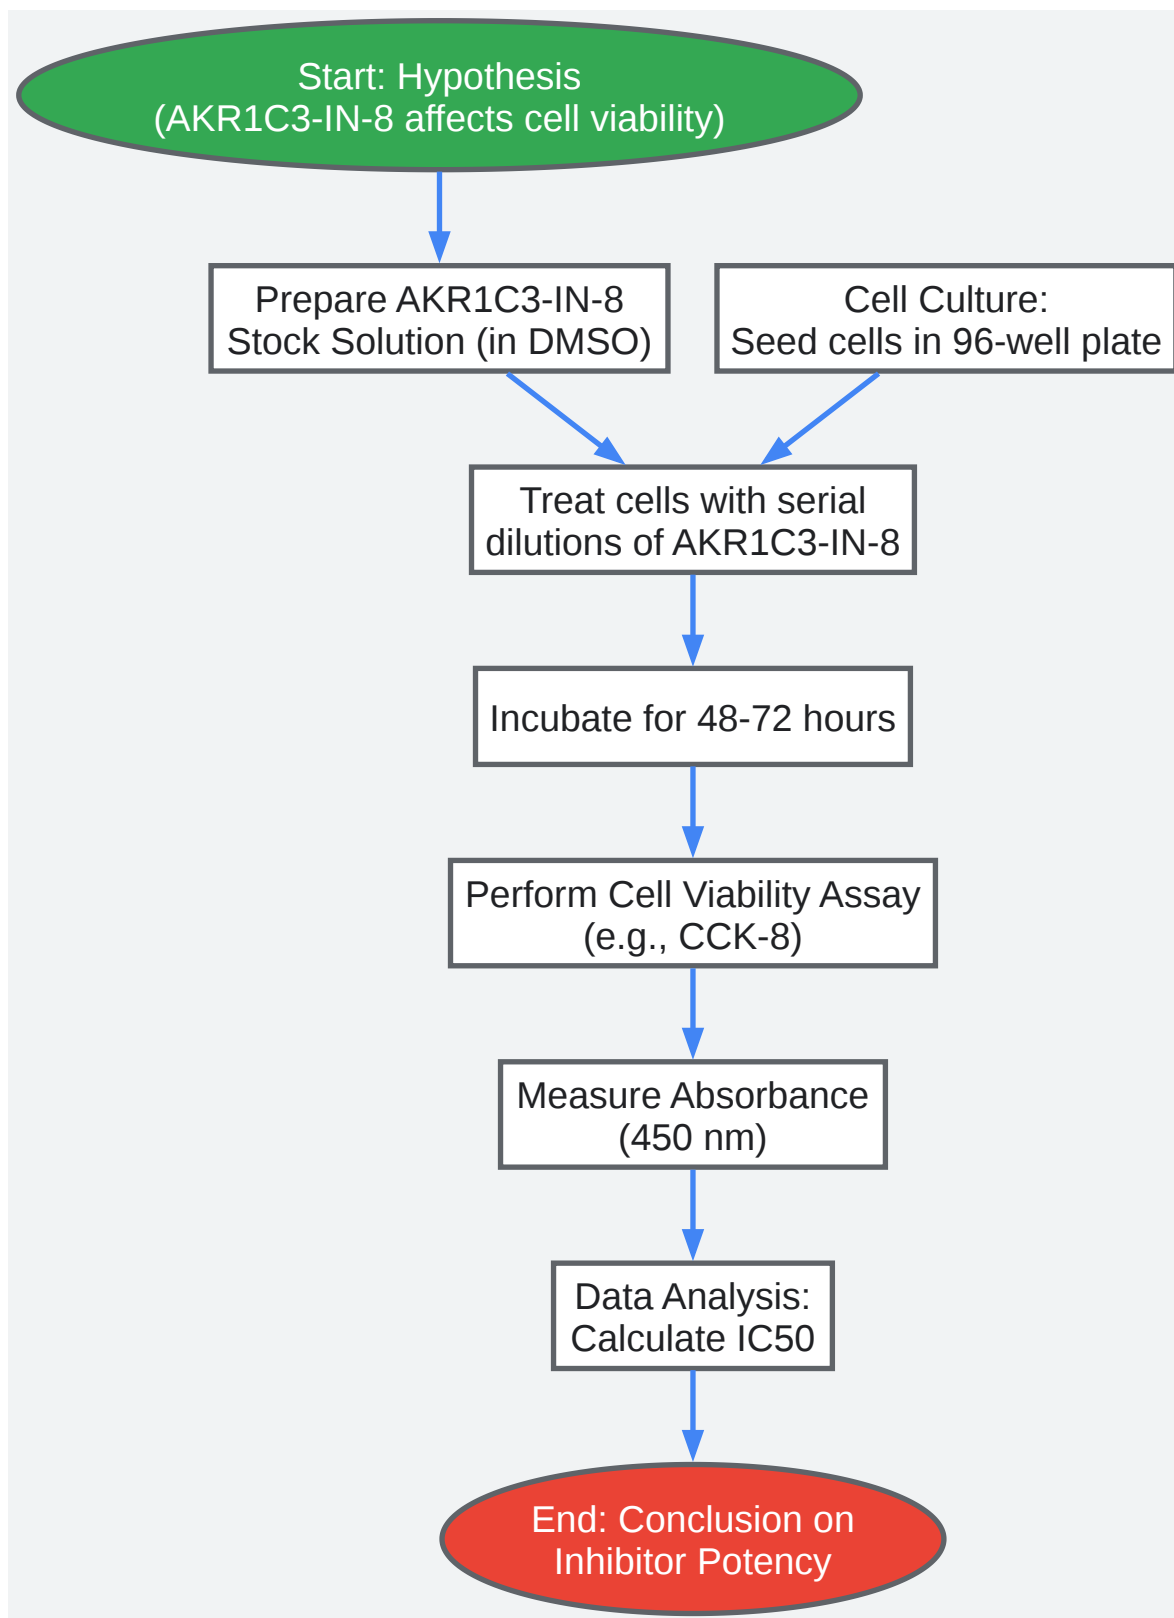 Start: Hypothesis
(AKR1C3-IN-8 affects cell viability)
Prepare AKR1C3-IN-8
Stock Solution (in DMSO)
Cell Culture:
Seed cells in 96-well plate
Treat cells with serial
dilutions of AKR1C3-IN-8
Incubate for 48-72 hours
Perform Cell Viability Assay
(e.g., CCK-8)
Measure Absorbance
(450 nm)
Data Analysis:
Calculate IC50
End: Conclusion on
Inhibitor Potency